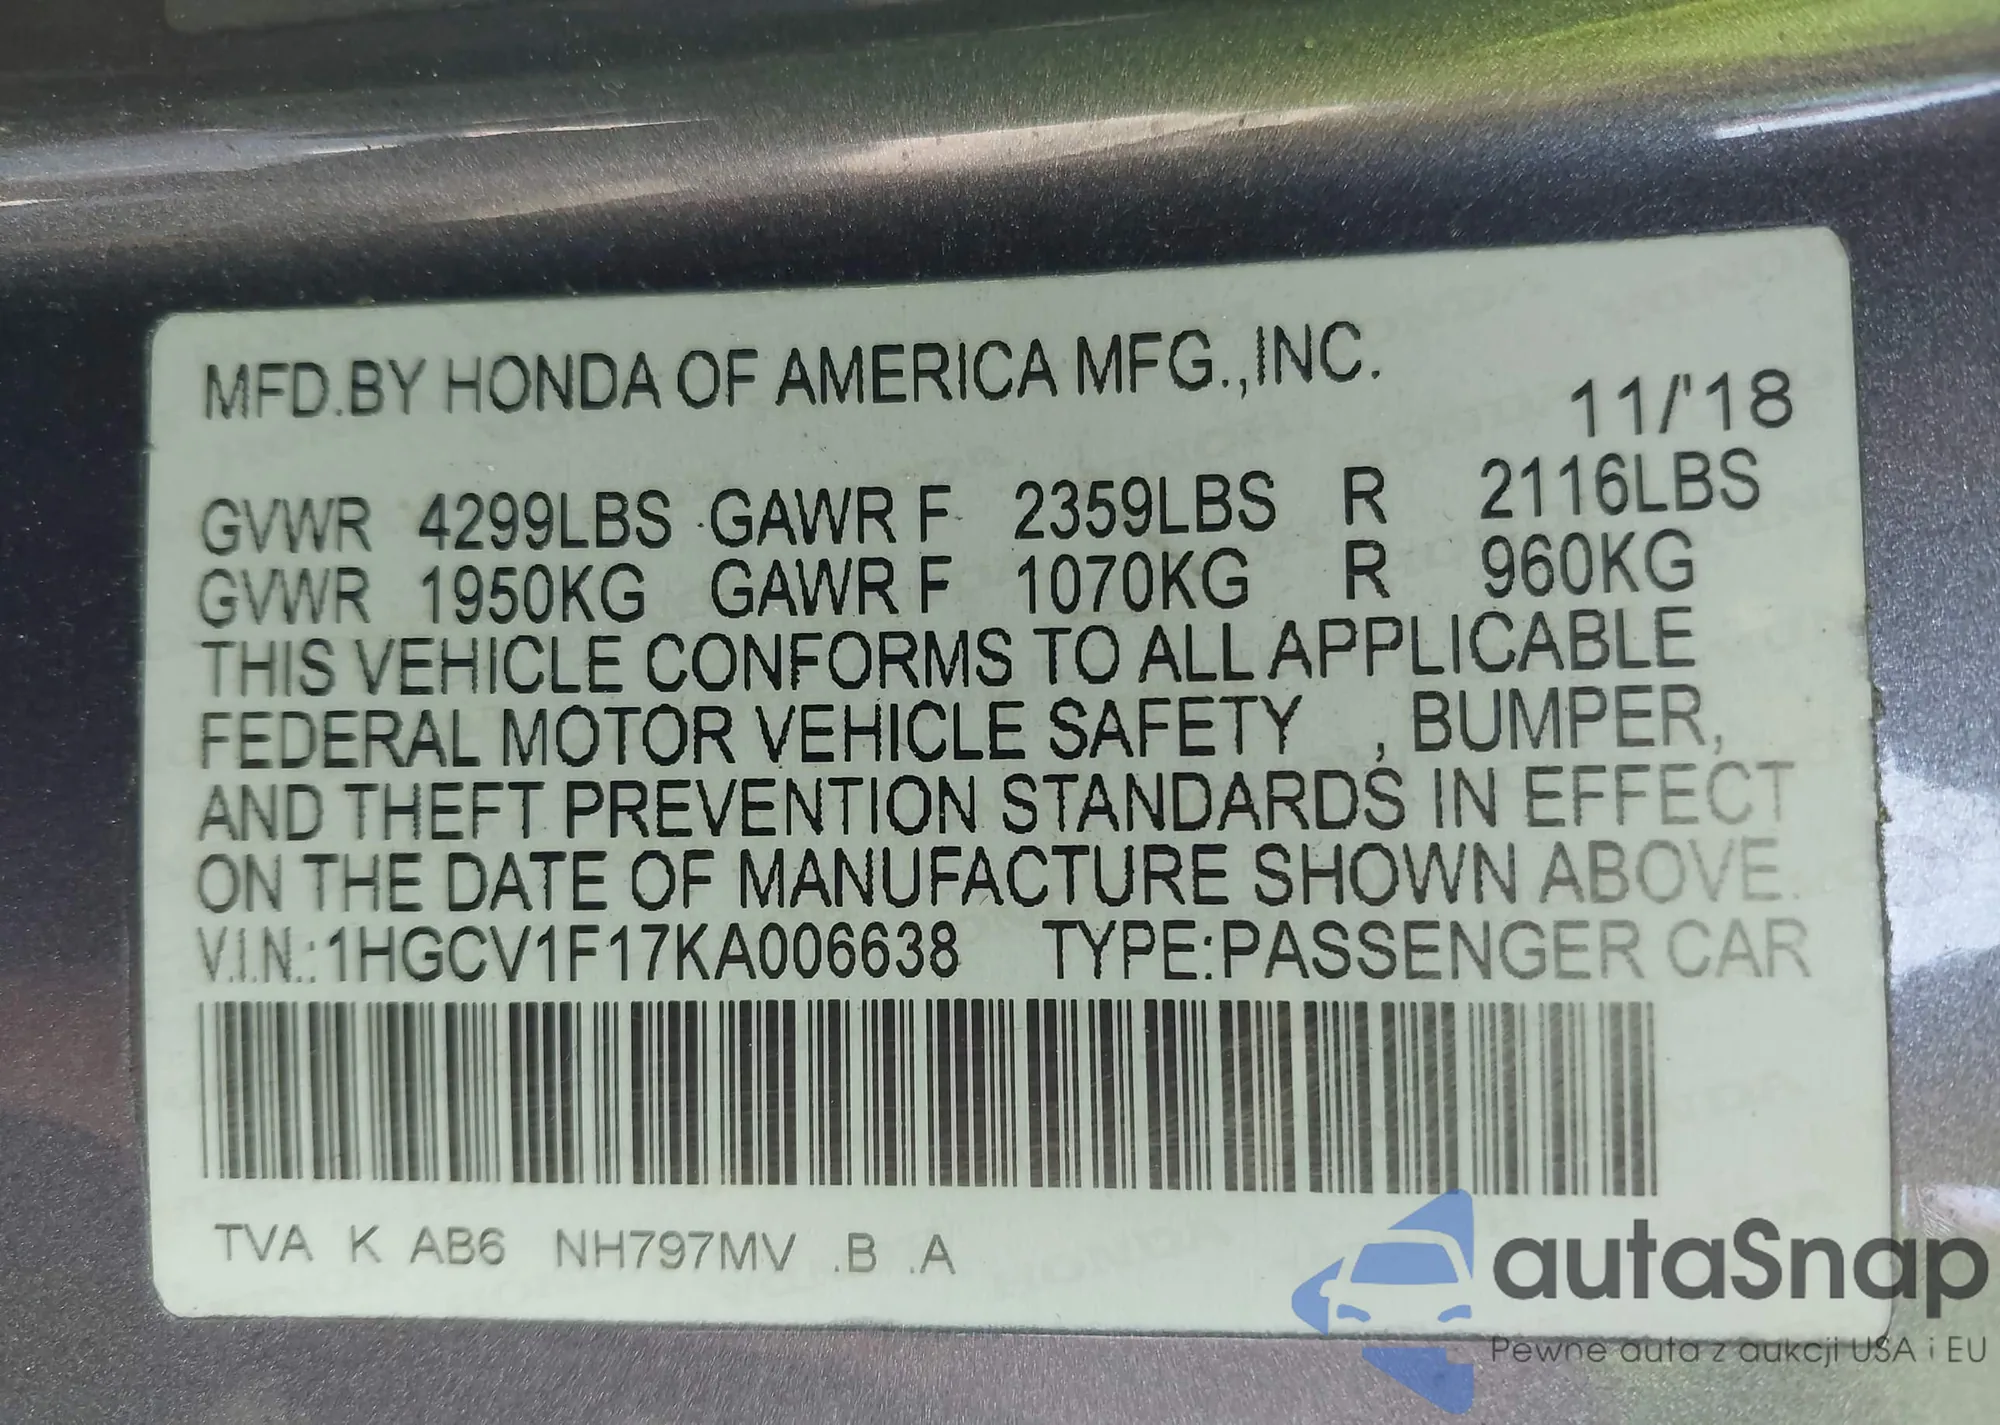 MFD.BY HONDA OF AMERICA MFG.,INC.
11/'18
GVWR 4299LBS GAWR F 2359LBS R 2116LBS
GVWR 1950KG GAWR F 1070KG R 960KG
THIS VEHICLE CONFORMS TO ALL APPLICABLE
FEDERAL MOTOR VEHICLE SAFETY , BUMPER,
AND THEFT PREVENTION STANDARDS IN EFFECT
ON THE DATE OF MANUFACTURE SHOWN ABOVE.
V.I.N.:1HGCV1F17KA006638 TYPE:PASSENGER CAR
TVA K AB6 NH797MV .B .A
autaSnap
Pewne auta z aukcji USA i EU